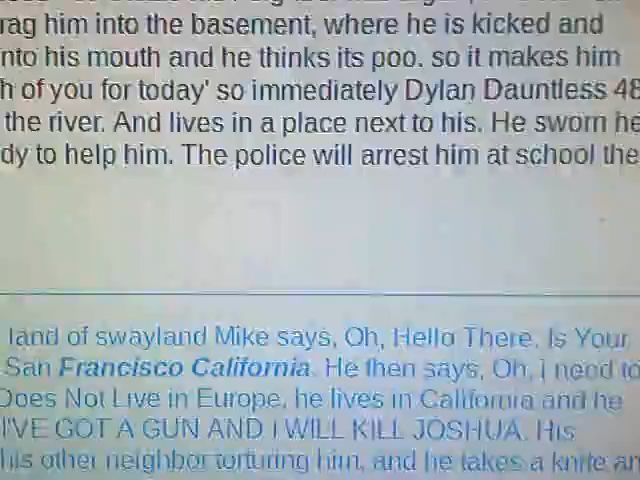 rag him into the basement, where he is kicked and
nto his mouth and he thinks its poo. so it makes him
h of you for today' so immediately Dylan Dauntless 48
the river. And lives in a place next to his. He sworn he
dy to help him. The police will arrest him at school the
land of swayland Mike says, Oh, Hello There. Is Your
San Francisco California. He then says, Oh, I need to
Does Not Live in Europe, he lives in California and he
I'VE GOT A GUN AND I WILL KILL JOSHUA. His
his other neighbor torturing him, and he takes a knife an